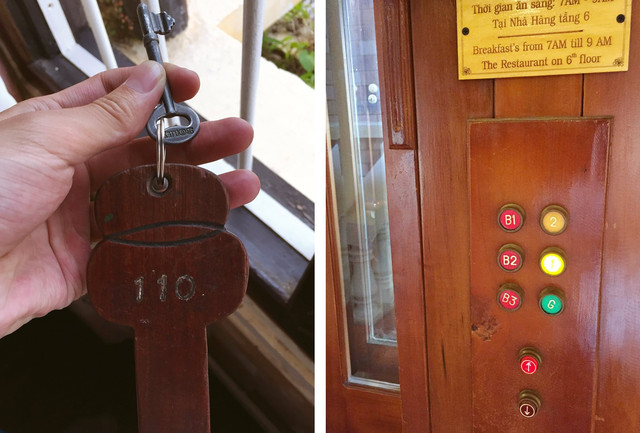 110
Thời gian ăn sáng: 7AM -
Tại Nhà Hàng tầng 6
Breakfast's from 7AM till 9 AM
The Restaurant on 6th floor
B1 2
B2 1
B3 G
↑
↓